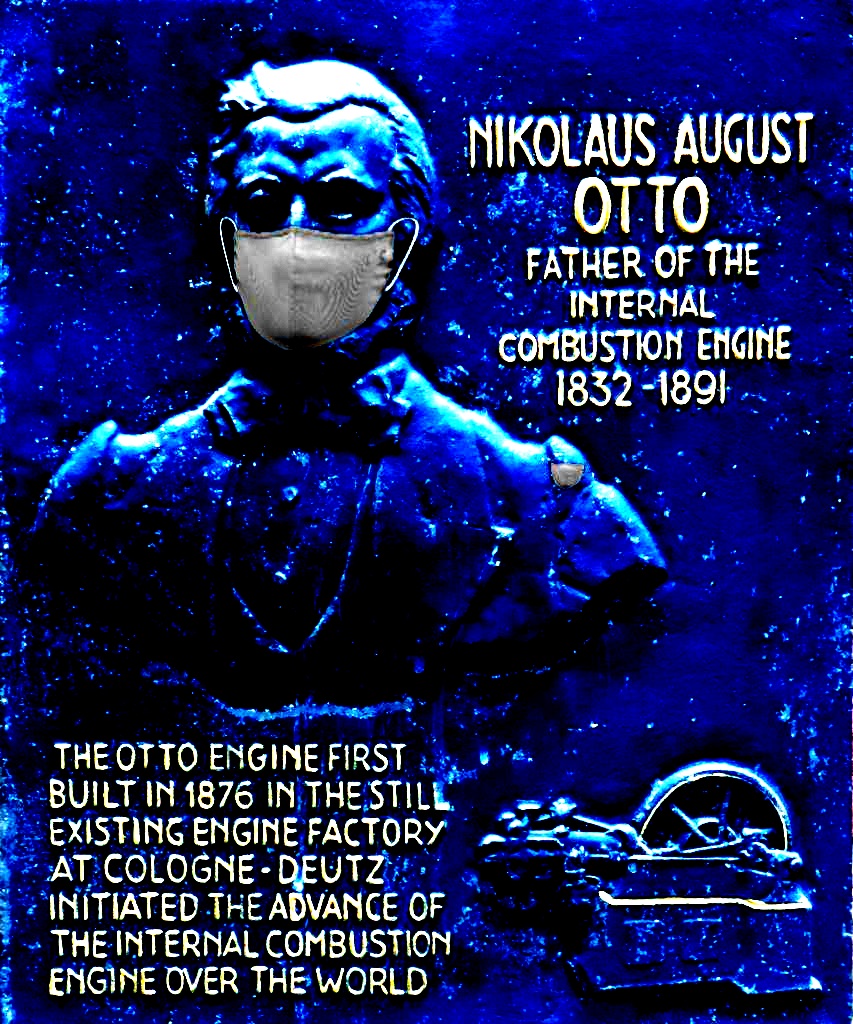 NIKOLAUS AUGUST
OTTO
FATHER OF THE
INTERNAL
COMBUSTION ENGINE
1832-1891
THE OTTO ENGINE FIRST
BUILT IN 1876 IN THE STILL
EXISTING ENGINE FACTORY
AT COLOGNE-DEUTZ
INITIATED THE ADVANCE OF
THE INTERNAL COMBUSTION
ENGINE OVER THE WORLD